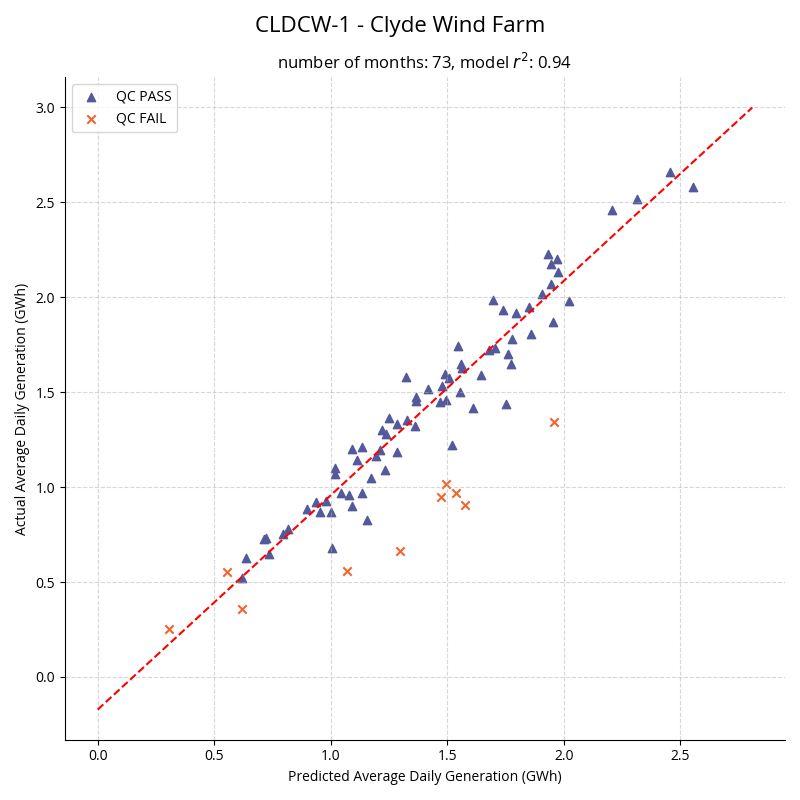 CLDCW-1 - Clyde Wind Farm
number of months: 73, model r²: 0.94
QC PASS
QC FAIL
3.0
2.5
2.0
1.5
1.0
0.5
0.0
Actual Average Daily Generation (GWh)
0.0 0.5 1.0 1.5 2.0 2.5
Predicted Average Daily Generation (GWh)